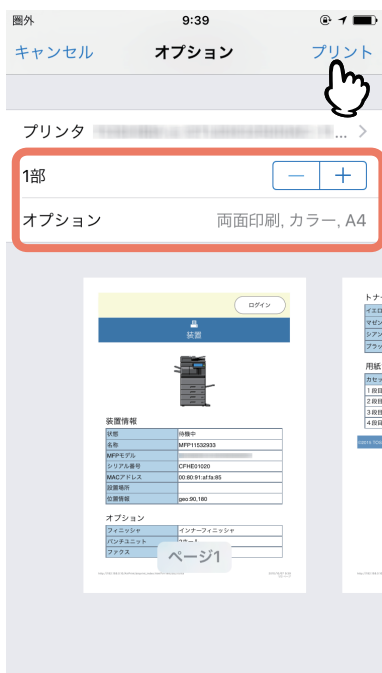 圏外 9:39
キャンセル オプション プリント
プリンタ ... >
1部 − +
オプション 両面印刷, カラー, A4
ログイン
装置
装置情報
状態 待機中
名称 MFP11532933
MFPモデル
シリアル番号 CFHE01020
MACアドレス 00:80:91:af:fa:85
設置場所
位置情報 geo:90,180
オプション
フィニッシャ インナーフィニッシャ
パンチユニット
ファクス
ページ1
トナー
イエロ
マゼン
シアン
ブラッ
用紙
カセッ
1段目
2段目
3段目
4段目